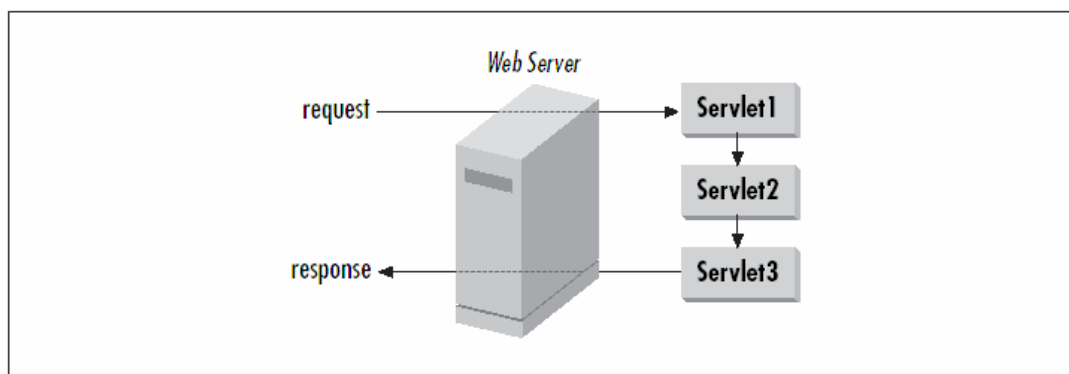 Web Server
request
Servlet1
Servlet2
response
Servlet3